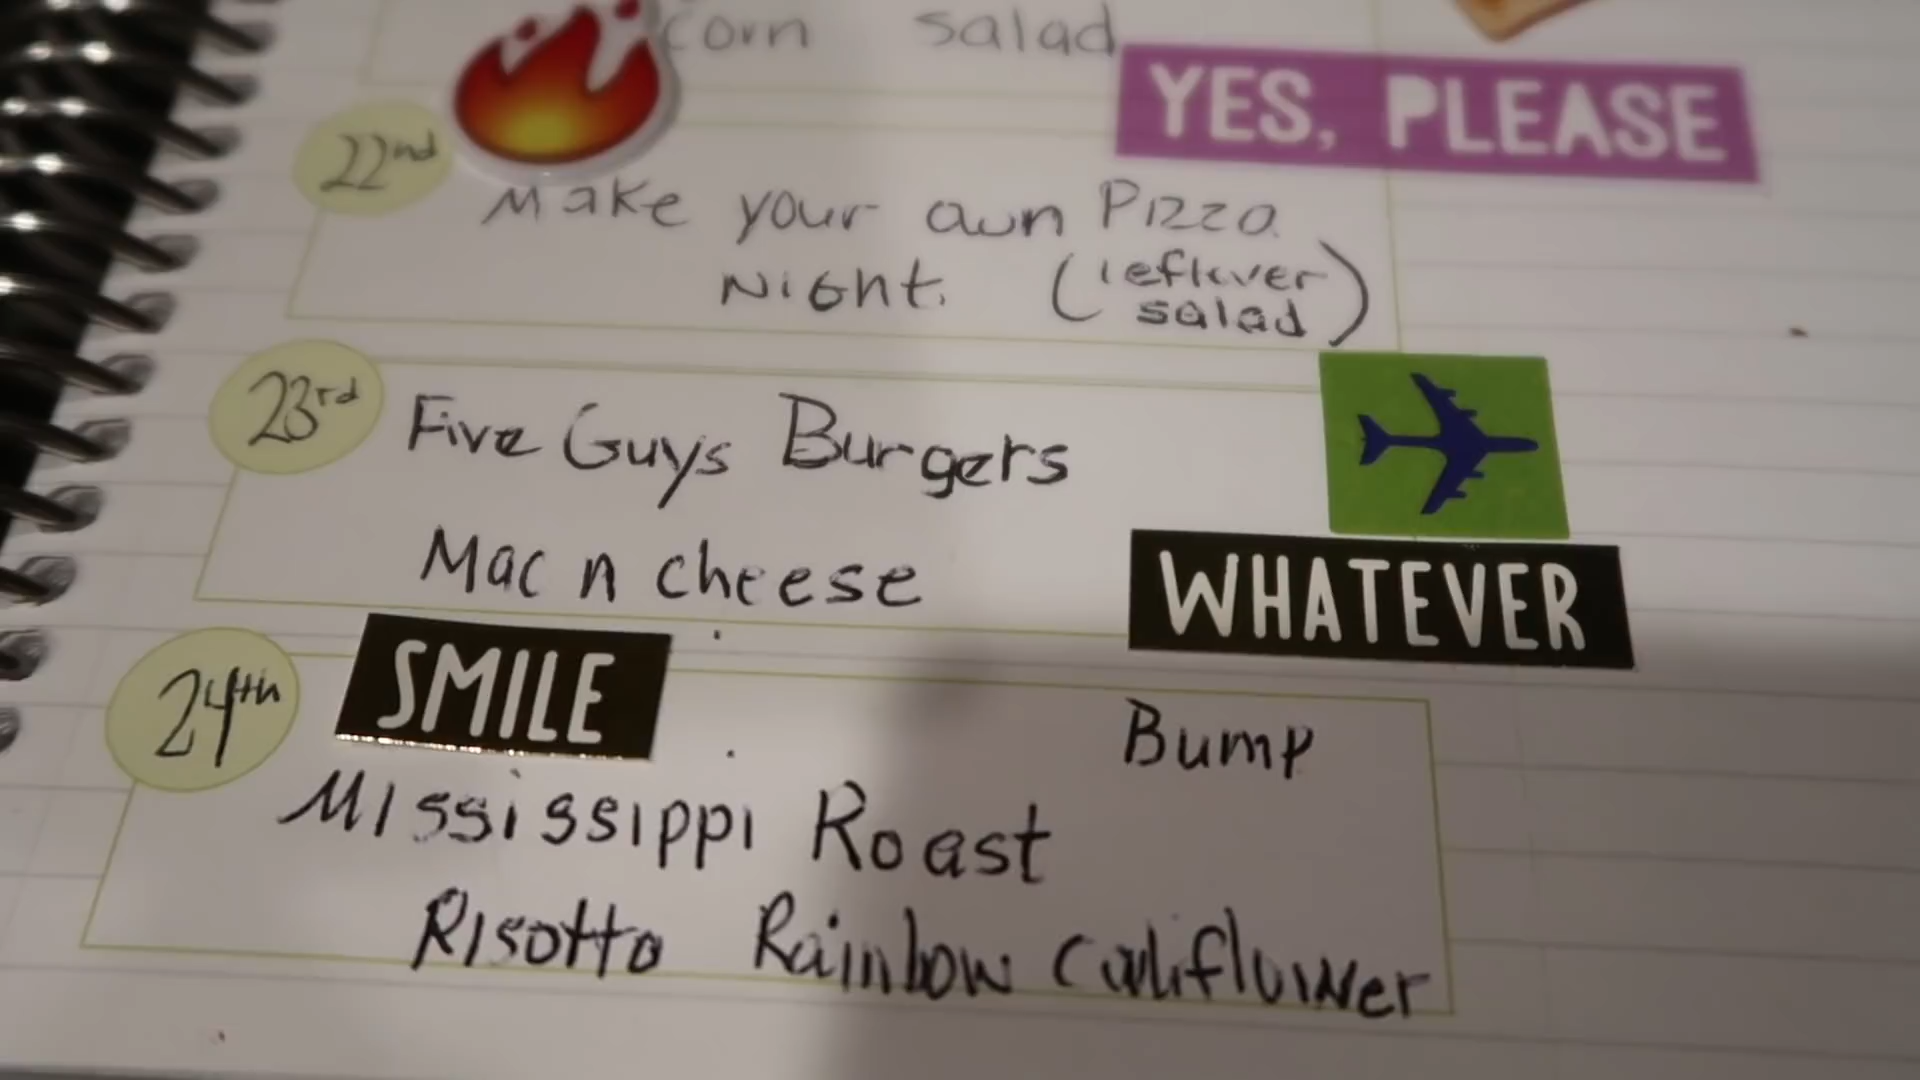 corn salad
YES, PLEASE
22nd
Make your own Pizza
Night. (leftover
salad)
23rd Five Guys Burgers
Mac n cheese
WHATEVER
24th SMILE
Bump
Mississippi Roast
Risotto Rainbow Califluwer